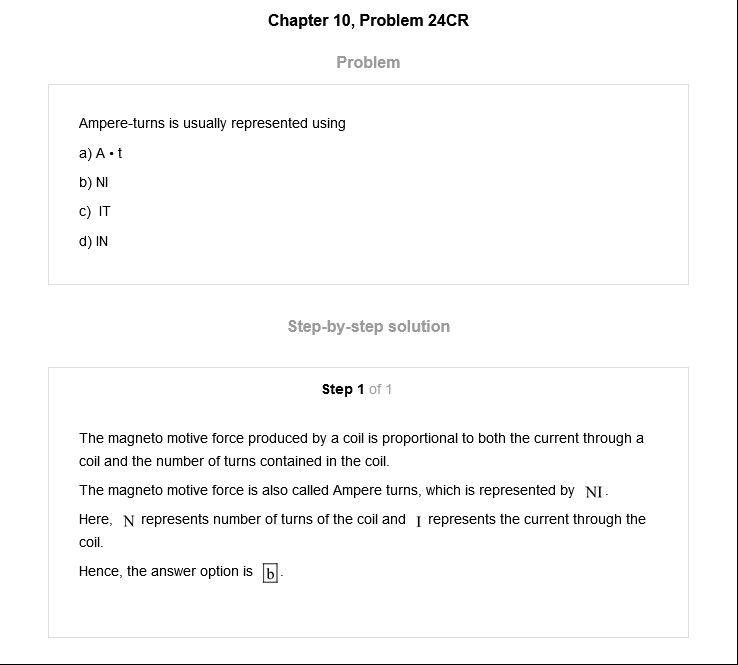 Chapter 10, Problem 24CR
Problem
Ampere-turns is usually represented using
a) A • t
b) NI
c) IT
d) IN
Step-by-step solution
Step 1 of 1
The magneto motive force produced by a coil is proportional to both the current through a
coil and the number of turns contained in the coil.
The magneto motive force is also called Ampere turns, which is represented by NI.
Here, N represents number of turns of the coil and I represents the current through the
coil.
Hence, the answer option is b.